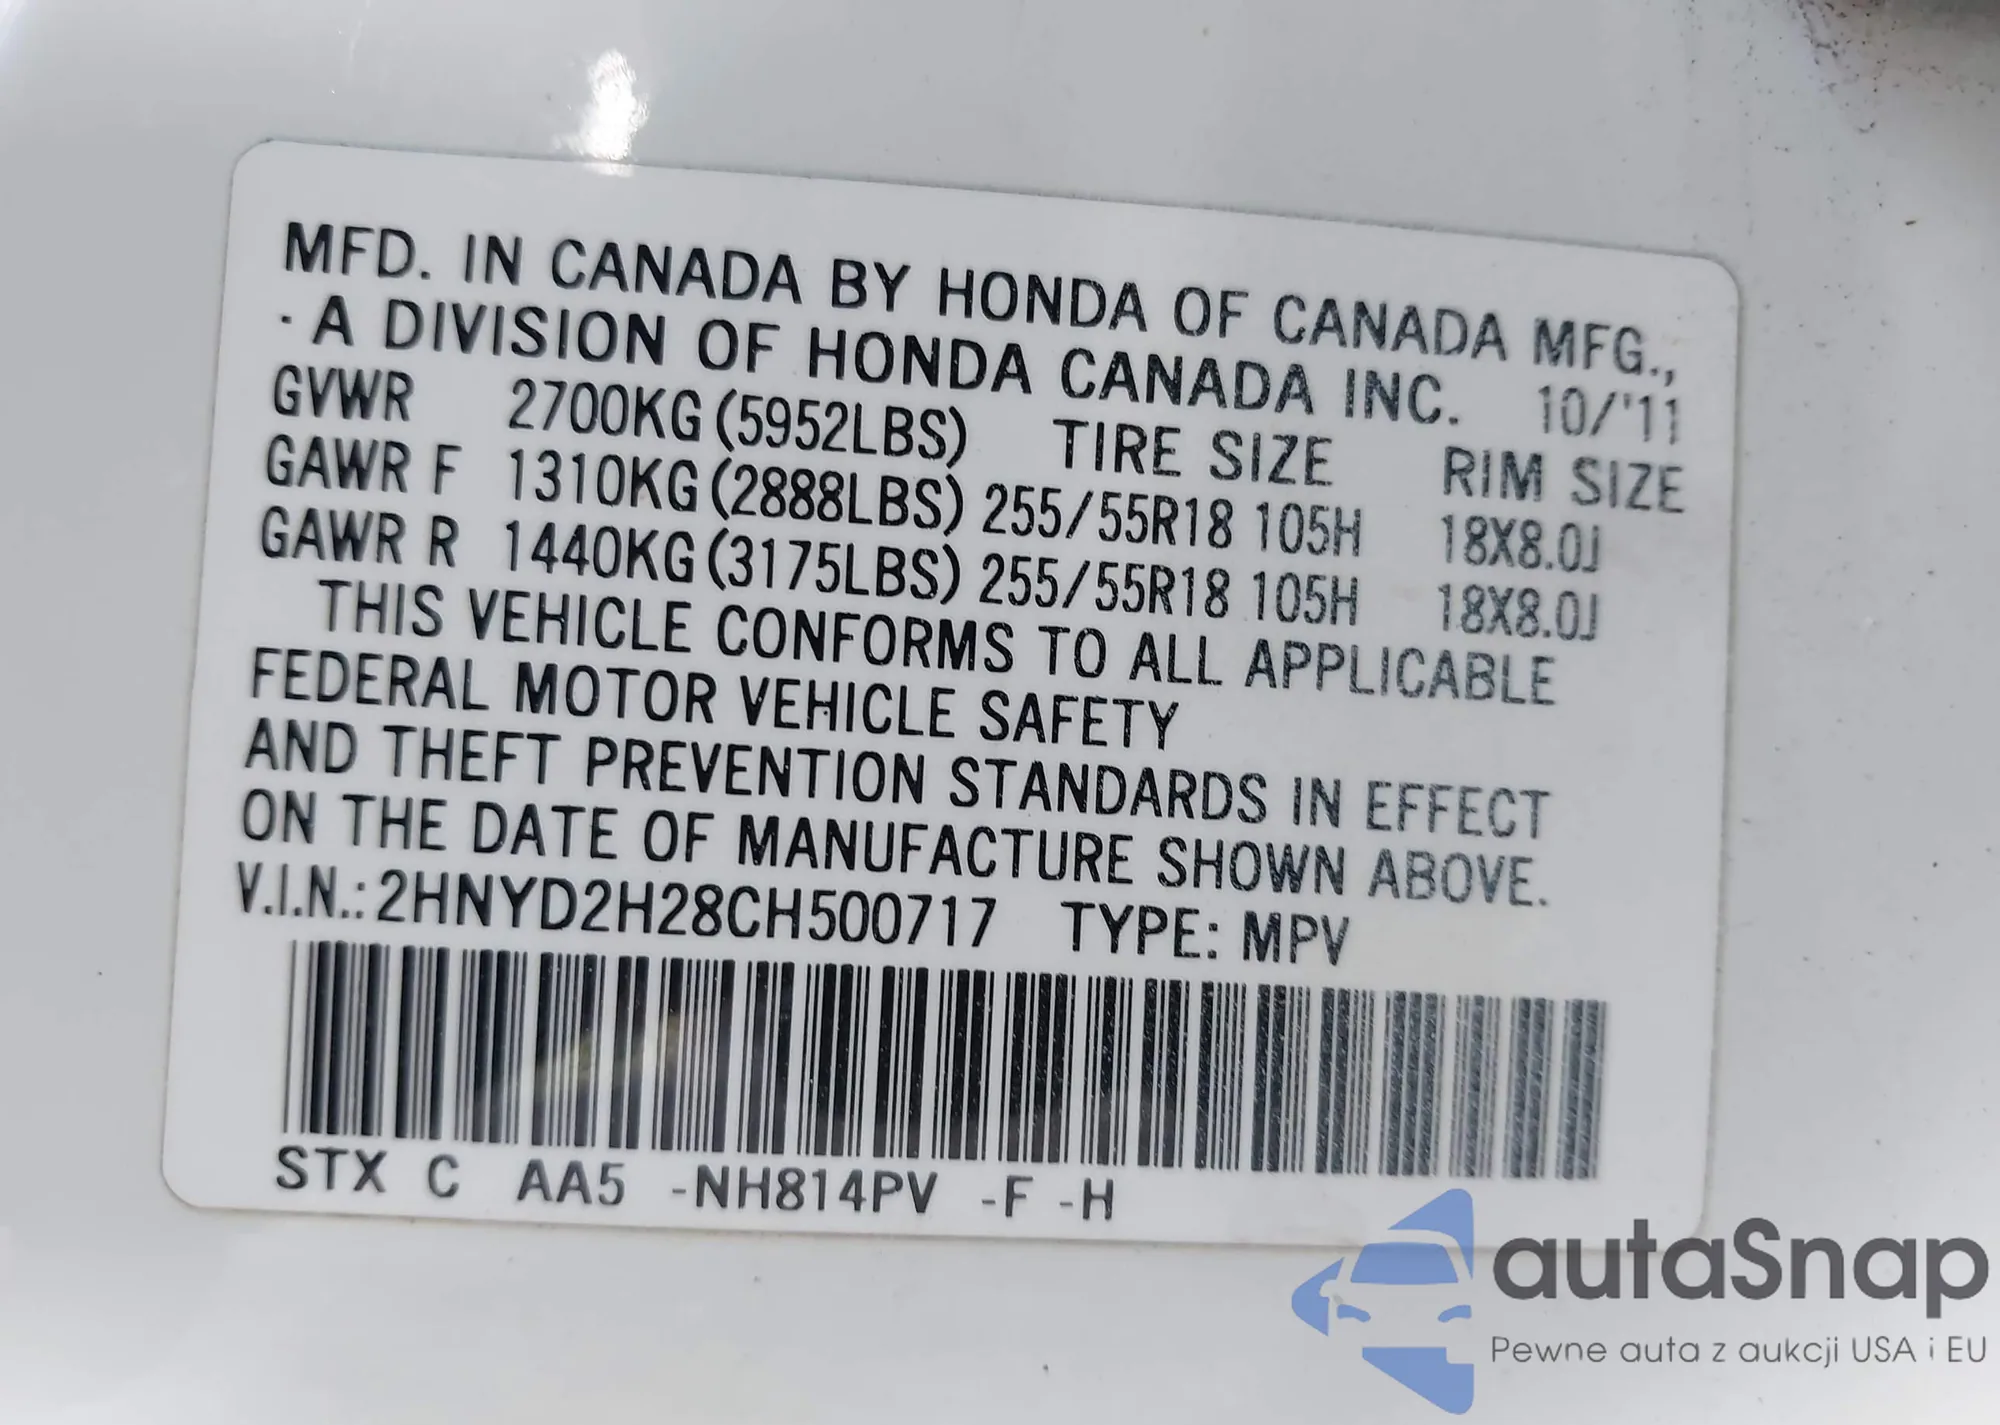 MFD. IN CANADA BY HONDA OF CANADA MFG.,
· A DIVISION OF HONDA CANADA INC. 10/'11
GVWR 2700KG (5952LBS) TIRE SIZE RIM SIZE
GAWR F 1310KG (2888LBS) 255/55R18 105H 18X8.0J
GAWR R 1440KG (3175LBS) 255/55R18 105H 18X8.0J
THIS VEHICLE CONFORMS TO ALL APPLICABLE
FEDERAL MOTOR VEHICLE SAFETY
AND THEFT PREVENTION STANDARDS IN EFFECT
ON THE DATE OF MANUFACTURE SHOWN ABOVE.
V.I.N.: 2HNYD2H28CH500717 TYPE: MPV
STX C AA5 -NH814PV -F -H
autaSnap
Pewne auta z aukcji USA i EU